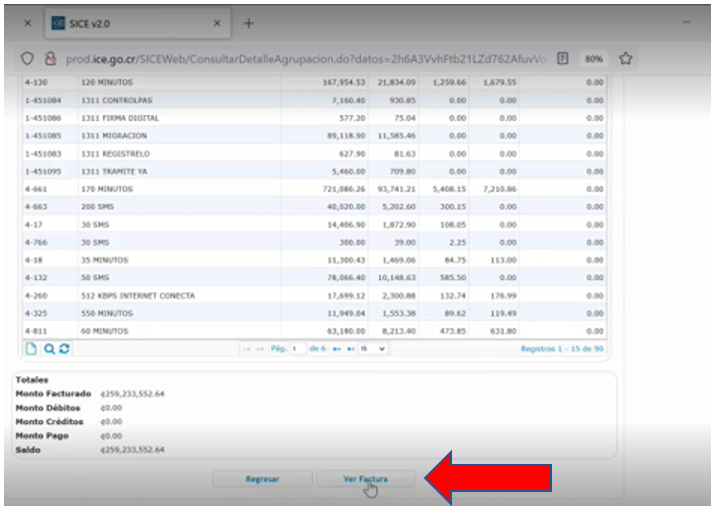 SICE v2.0
prod.ice.go.cr/SICEWeb/ConsultarDetalleAgrupacion.do?datos=2h6A3VvhFtb21LZd762AfuvVo 80%
4-130 120 MINUTOS 167,954.53 21,834.09 1,259.66 1,679.55 0.00
1-451084 1311 CONTROLPAS 7,160.40 930.85 0.00 0.00 0.00
1-451086 1311 FIRMA DIGITAL 577.20 75.04 0.00 0.00 0.00
1-451085 1311 MIGRACION 89,118.90 11,585.46 0.00 0.00 0.00
1-451083 1311 REGISTRELO 627.90 81.63 0.00 0.00 0.00
1-451095 1311 TRAMITE YA 5,460.00 709.80 0.00 0.00 0.00
4-661 170 MINUTOS 721,086.26 93,741.21 5,408.15 7,210.86 0.00
4-663 200 SMS 40,020.00 5,202.60 300.15 0.00 0.00
4-17 30 SMS 14,406.90 1,872.90 108.05 0.00 0.00
4-766 30 SMS 300.00 39.00 2.25 0.00 0.00
4-18 35 MINUTOS 11,300.43 1,469.06 84.75 113.00 0.00
4-132 50 SMS 78,066.40 10,148.63 585.50 0.00 0.00
4-260 512 KBPS INTERNET CONECTA 17,699.12 2,300.88 132.74 176.99 0.00
4-325 550 MINUTOS 11,949.04 1,553.38 89.62 119.49 0.00
4-811 60 MINUTOS 63,180.00 8,213.40 473.85 631.80 0.00
Pág. 1 de 6 15 Registros 1 - 15 de 90
Totales
Monto Facturado ¢259,233,552.64
Monto Débitos ¢0.00
Monto Créditos ¢0.00
Monto Pago ¢0.00
Saldo ¢259,233,552.64
Regresar Ver Factura